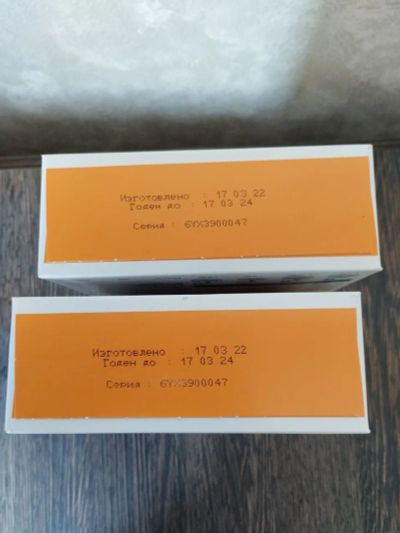 Изготовлено : 17 03 22
Годен до : 17 03 24
Серия : 6YX3900047
Изготовлено : 17 03 22
Годен до : 17 03 24
Серия : 6YX3900047